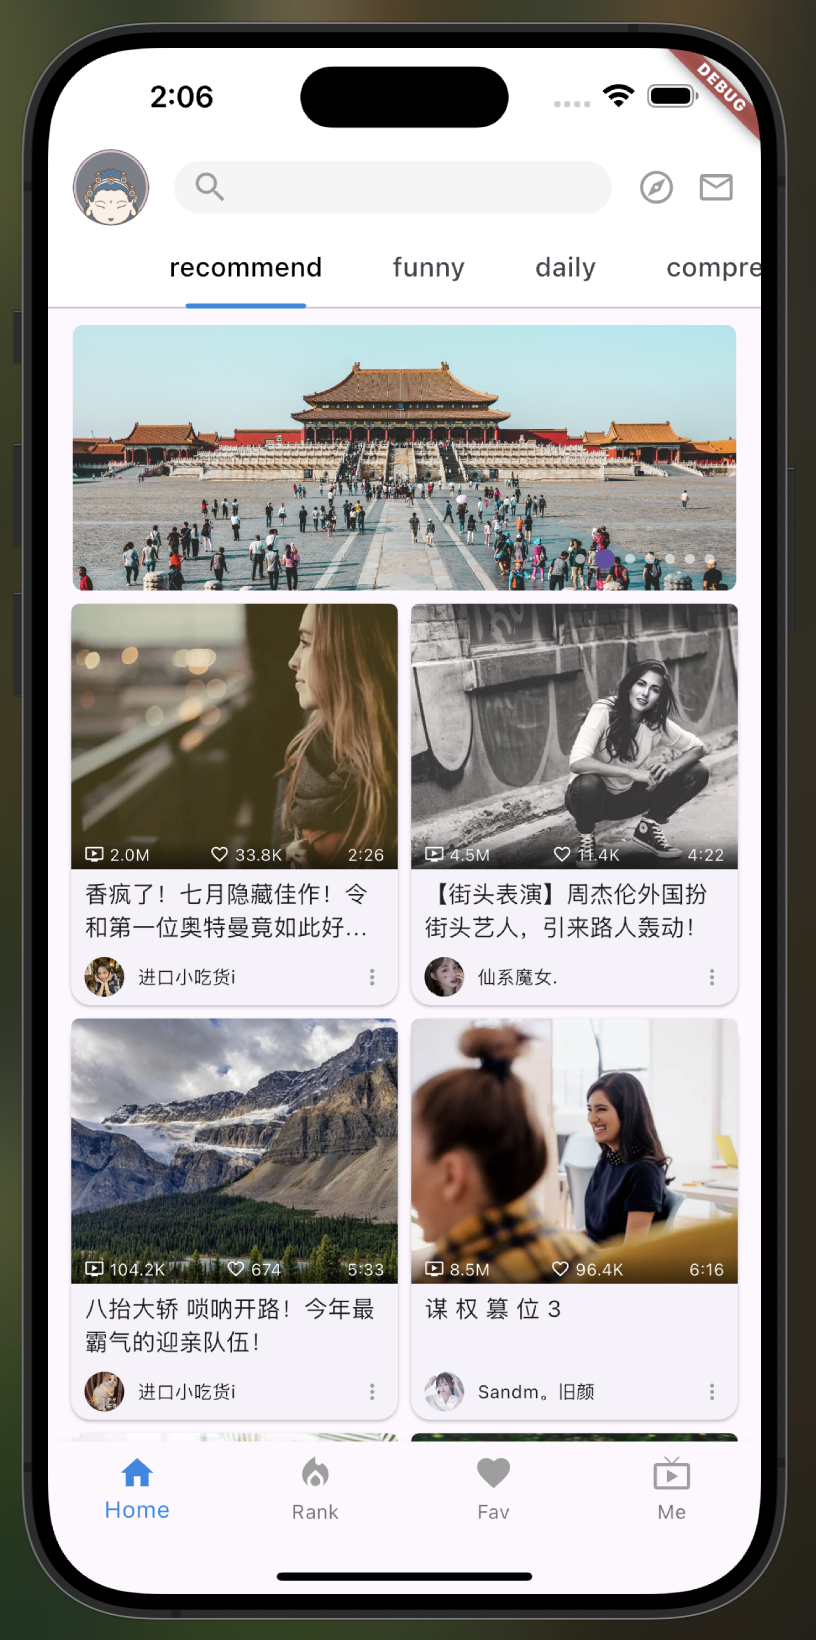 2:06
DEBUG
recommend funny daily compre
2.0M 33.8K 2:26
4.5M 11.4K 4:22
香疯了！七月隐藏佳作！令
和第一位奥特曼竟如此好...
【街头表演】周杰伦外国扮
街头艺人，引来路人轰动！
进口小吃货i
仙系魔女.
104.2K 674 5:33
8.5M 96.4K 6:16
八抬大轿 唢呐开路！今年最
霸气的迎亲队伍！
谋 权 篡 位 3
进口小吃货i
Sandm。旧颜
Home Rank Fav Me